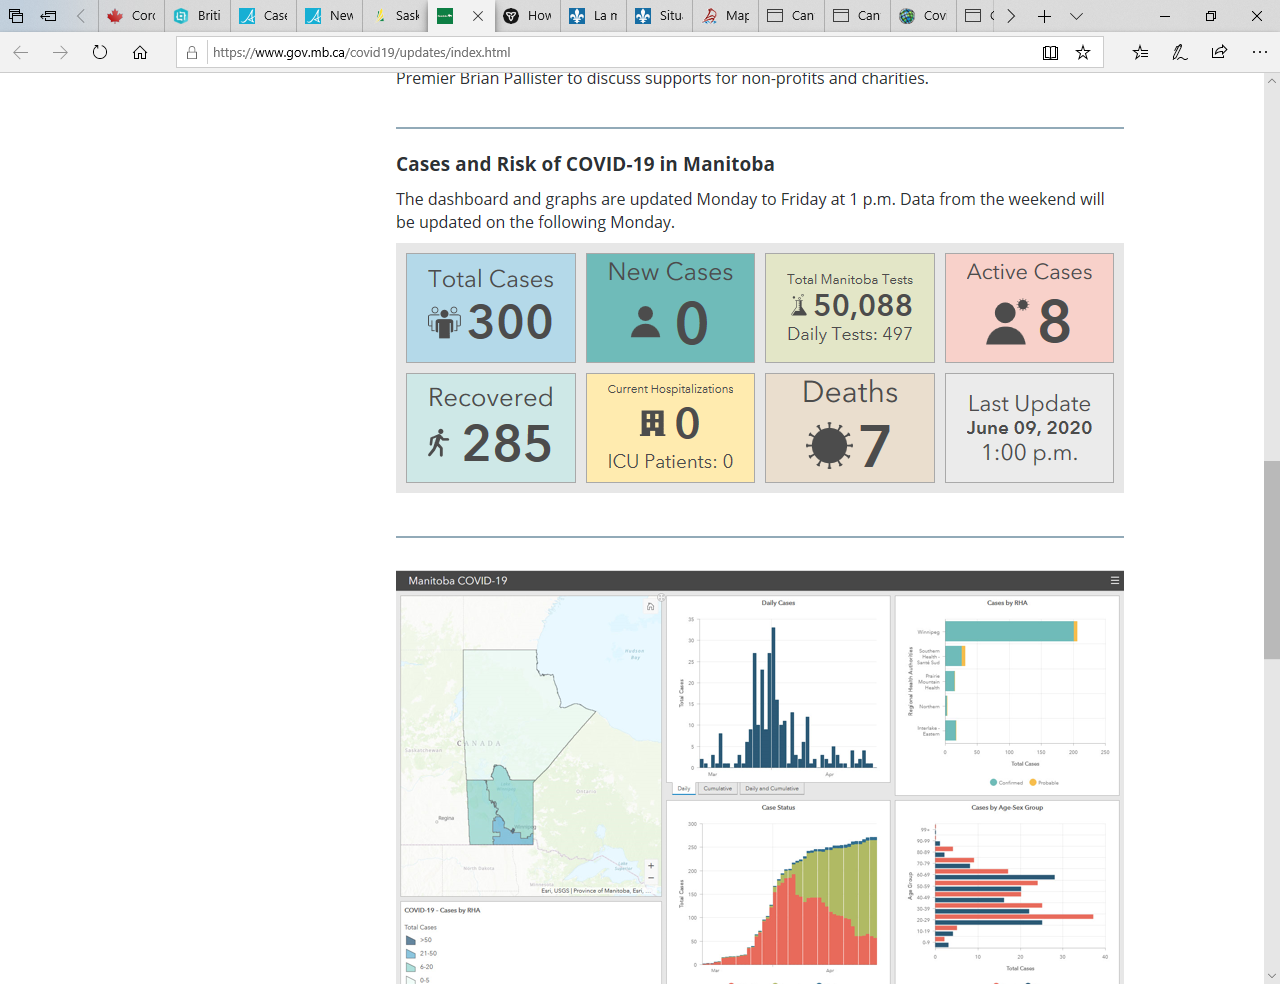 Corc
Briti
Case
New
Sask
How
La m
Situ
Map
Can
Can
Covi
https://www.gov.mb.ca/covid19/updates/index.html
Premier Brian Pallister to discuss supports for non-profits and charities.
Cases and Risk of COVID-19 in Manitoba
The dashboard and graphs are updated Monday to Friday at 1 p.m. Data from the weekend will
be updated on the following Monday.
Total Cases
300
New Cases
0
Total Manitoba Tests
50,088
Daily Tests: 497
Active Cases
8
Recovered
285
Current Hospitalizations
0
ICU Patients: 0
Deaths
7
Last Update
June 09, 2020
1:00 p.m.
Manitoba COVID-19
Hudson
Bay
CANADA
Saskatchewan
Ontario
Regina
Winnipeg
North Dakota
Lake
Superior
Minnesota
Esri, USGS | Province of Manitoba, Esri, ...
COVID-19 - Cases by RHA
Total Cases
>50
21-50
6-20
0-5
Daily Cases
Total Cases
35
30
25
20
15
10
5
0
Mar
Apr
Daily
Cumulative
Daily and Cumulative
Cases by RHA
Regional Health Authorities
Winnipeg
Southern
Health -
Santé Sud
Prairie
Mountain
Health
Northern
Interlake -
Eastern
0
50
100
150
200
250
Total Cases
Confirmed
Probable
Case Status
Total Cases
300
250
200
150
100
50
0
Mar
Apr
Cases by Age-Sex Group
Age Group
99+
90-99
80-89
70-79
60-69
50-59
40-49
30-39
20-29
10-19
0-9
0
10
20
30
40
Total Cases